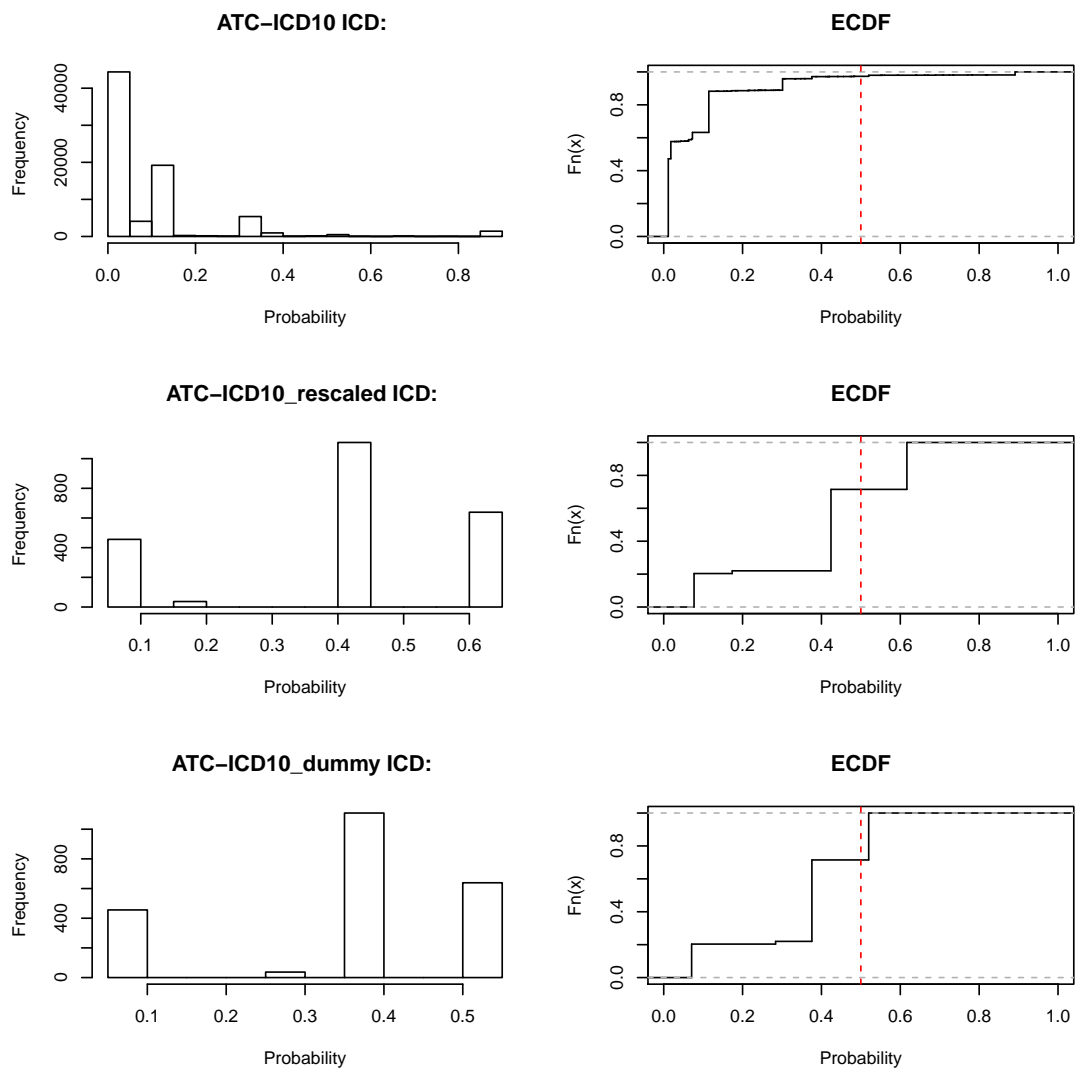 ATC−ICD10 ICD:
Frequency
0 20000 40000
0.0 0.2 0.4 0.6 0.8
Probability
ECDF
Fn(x)
0.0 0.4 0.8
0.0 0.2 0.4 0.6 0.8 1.0
Probability
ATC−ICD10_rescaled ICD:
Frequency
0 400 800
0.1 0.2 0.3 0.4 0.5 0.6
Probability
ECDF
Fn(x)
0.0 0.4 0.8
0.0 0.2 0.4 0.6 0.8 1.0
Probability
ATC−ICD10_dummy ICD:
Frequency
0 400 800
0.1 0.2 0.3 0.4 0.5
Probability
ECDF
Fn(x)
0.0 0.4 0.8
0.0 0.2 0.4 0.6 0.8 1.0
Probability